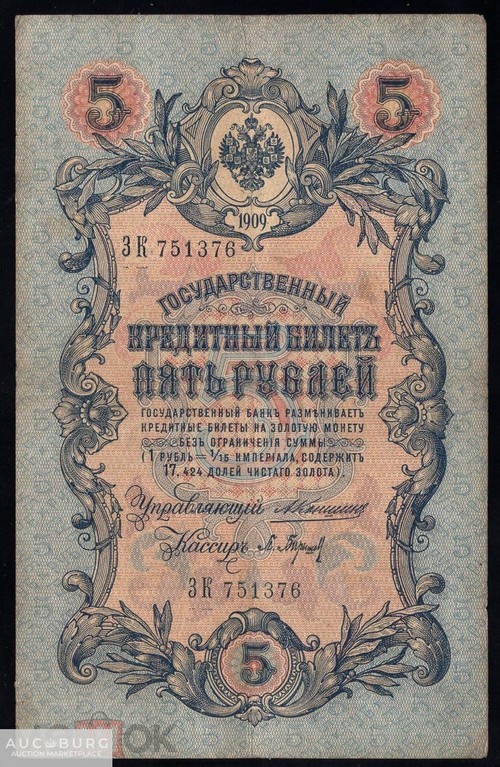 5 5
1909
ЗК 751376
ГОСУДАРСТВЕННЫЙ
КРЕДИТНЫЙ БИЛЕТЪ
ПЯТЬ РУБЛЕЙ
ГОСУДАРСТВЕННЫЙ БАНКЪ РАЗМѢНИВАЕТЪ
КРЕДИТНЫЕ БИЛЕТЫ НА ЗОЛОТУЮ МОНЕТУ
БЕЗЪ ОГРАНИЧЕНІЯ СУММЫ
(1 РУБЛЬ = 1/15 ИМПЕРІАЛА, СОДЕРЖИТЪ
17,424 ДОЛЕЙ ЧИСТАГО ЗОЛОТА).
Управляющій
Кассиръ
ЗК 751376
5
AUCBURG
AUCTION MARKETPLACE